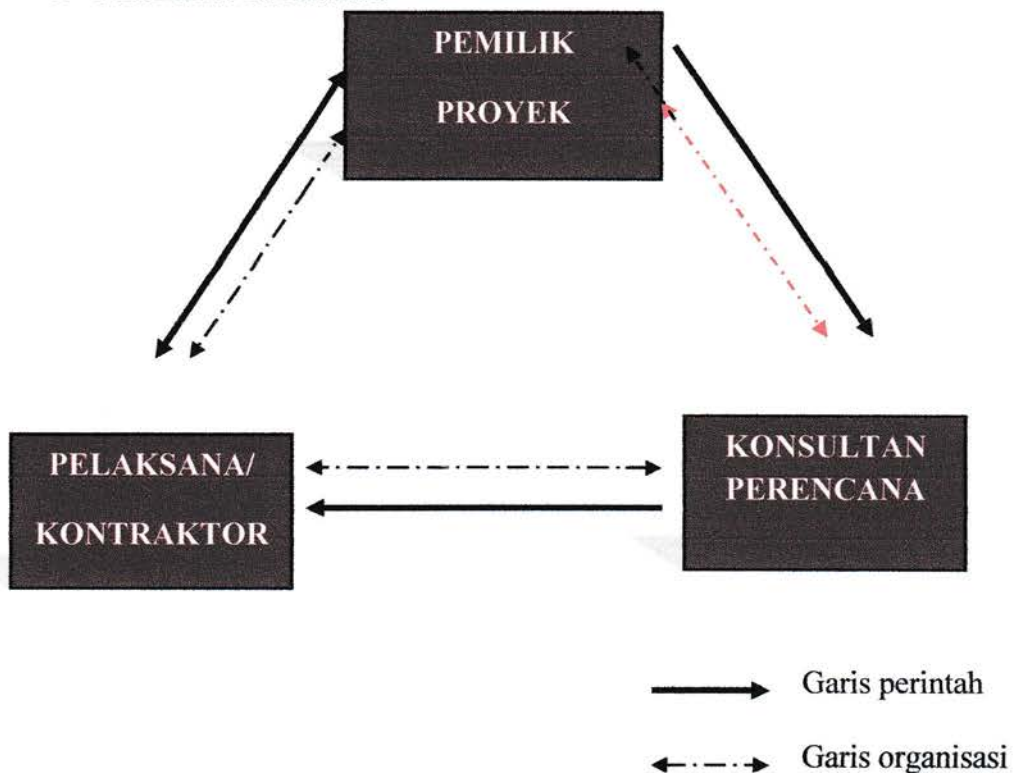 PEMILIK
PROYEK
PELAKSANA/
KONTRAKTOR
KONSULTAN
PERENCANA
Garis perintah
Garis organisasi